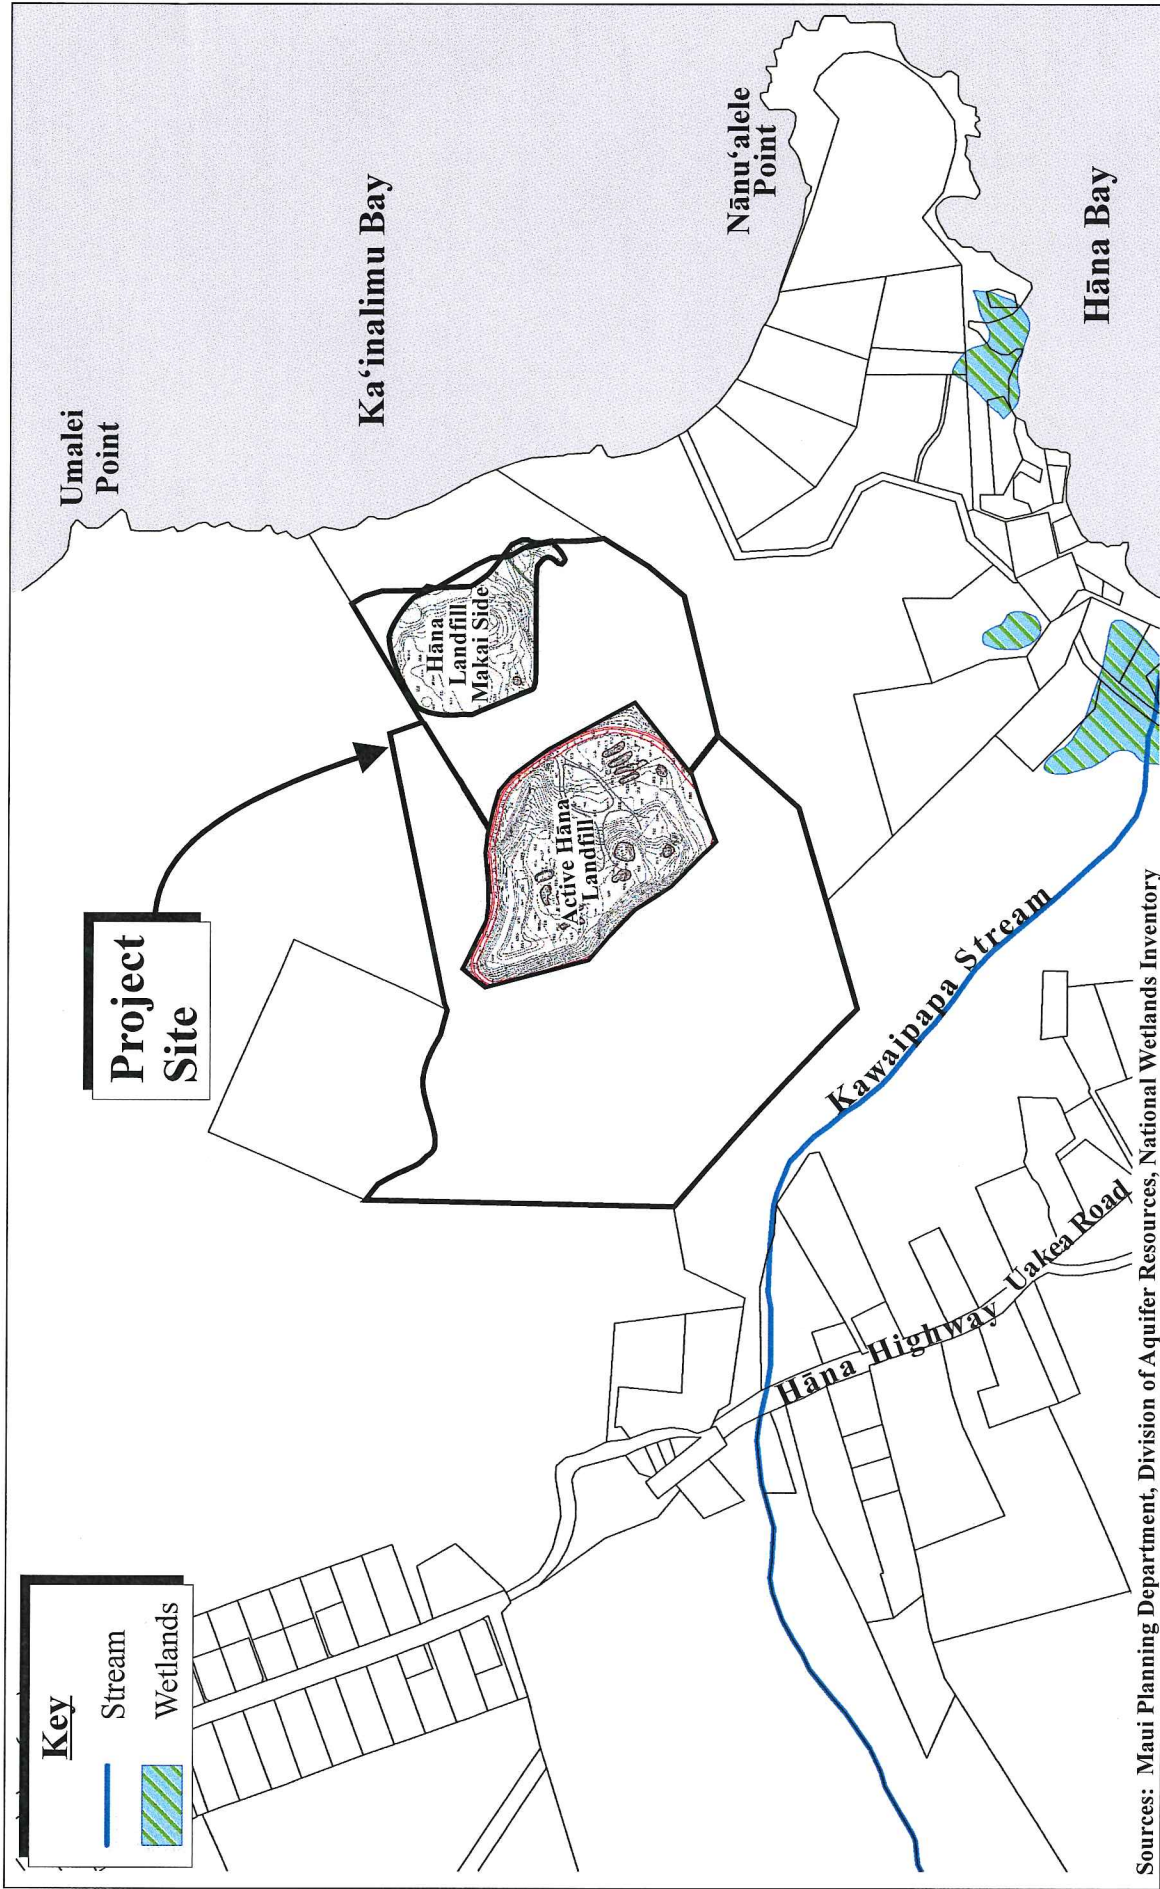 Key
Stream
Wetlands
Project
Site
Umalei
Point
Ka‘inalimu Bay
Nānu‘alele
Point
Hāna Bay
Hāna
Landfill
Makai Side
Active Hāna
Landfill
Kawaipapa Stream
Hāna Highway
Uakea Road
Sources: Maui Planning Department, Division of Aquifer Resources, National Wetlands Inventory